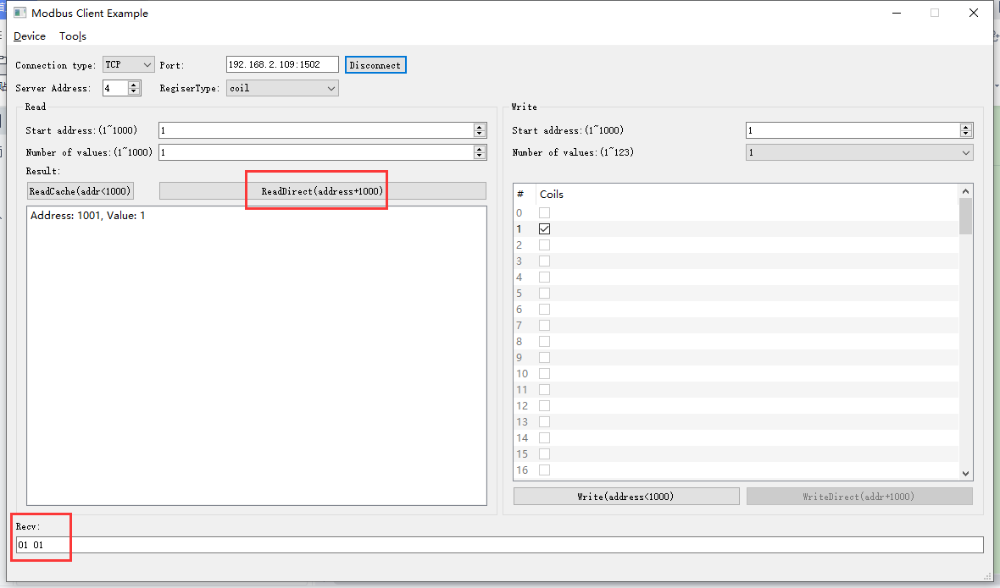 Modbus Client Example
Device Tools
Connection type: TCP Port: 192.168.2.109:1502 Disconnect
Server Address: 4 RegiserType: coil
Read
Start address:(1~1000) 1
Number of values:(1~1000) 1
Result:
ReadCache(addr<1000) ReadDirect(address+1000)
Address: 1001, Value: 1
Write
Start address:(1~1000) 1
Number of values:(1~123) 1
# Coils
0
1
2
3
4
5
6
7
8
9
10
11
12
13
14
15
16
Write(address<1000) WriteDirect(addr+1000)
Recv:
01 01